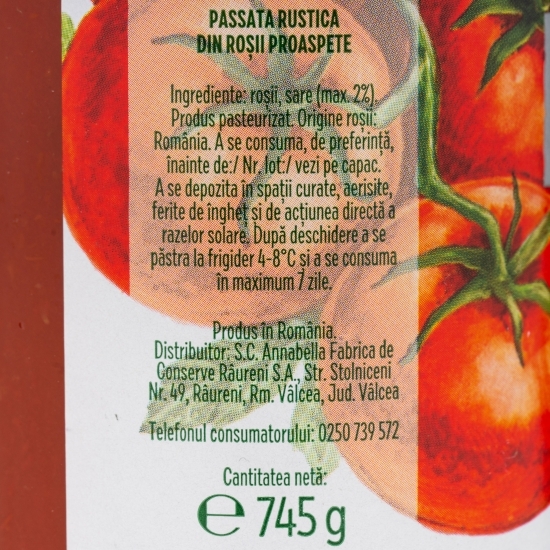 PASSATA RUSTICA
DIN ROȘII PROASPETE
Ingrediente: roșii, sare (max. 2%).
Produs pasteurizat. Origine roșii:
România. A se consuma, de preferință,
înainte de:/ Nr. lot:/ vezi pe capac.
A se depozita în spații curate, aerisite,
ferite de îngheț și de acțiunea directă a
razelor solare. După deschidere a se
păstra la frigider 4-8°C și a se consuma
în maximum 7 zile.
Produs în România.
Distribuitor: S.C. Annabella Fabrica de
Conserve Râureni S.A., Str. Stolniceni
Nr. 49, Râureni, Rm. Vâlcea, Jud. Vâlcea
Telefonul consumatorului: 0250 739 572
Cantitatea netă:
℮ 745 g